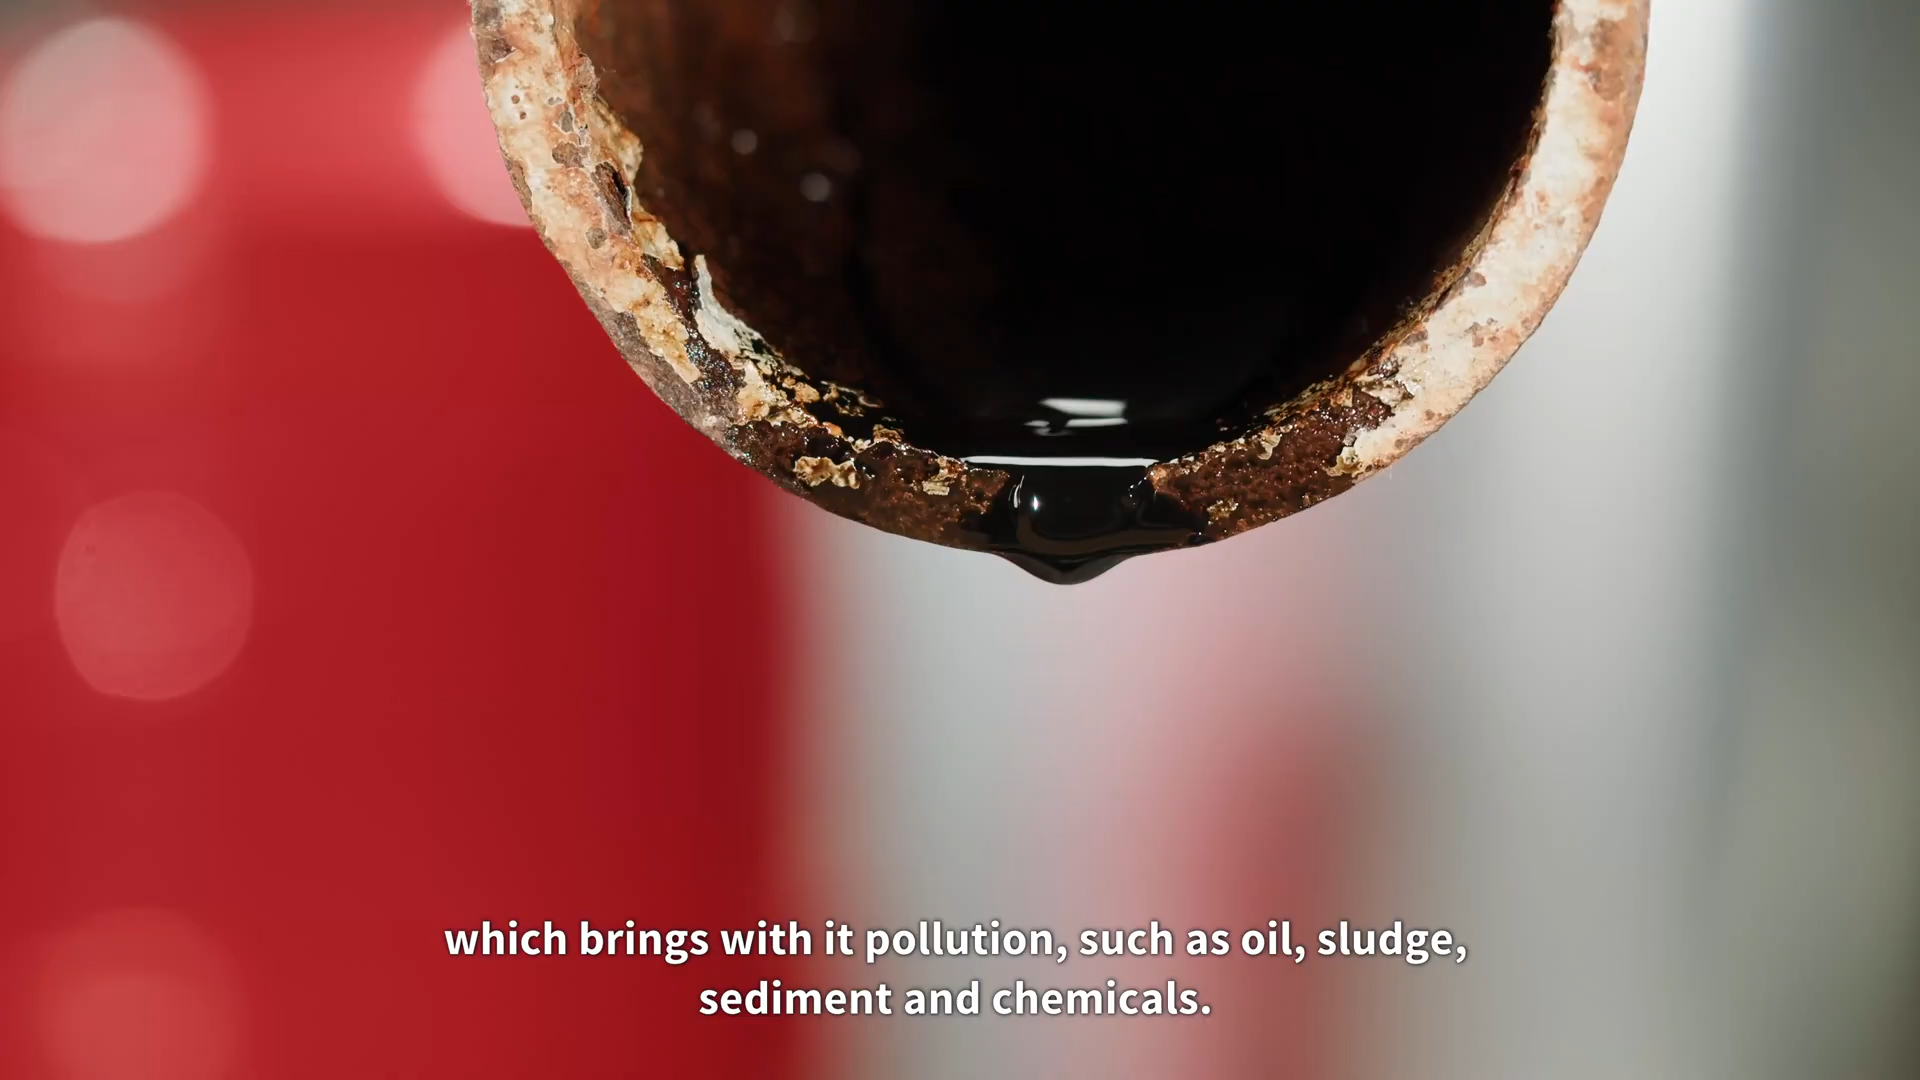 which brings with it pollution, such as oil, sludge,
sediment and chemicals.